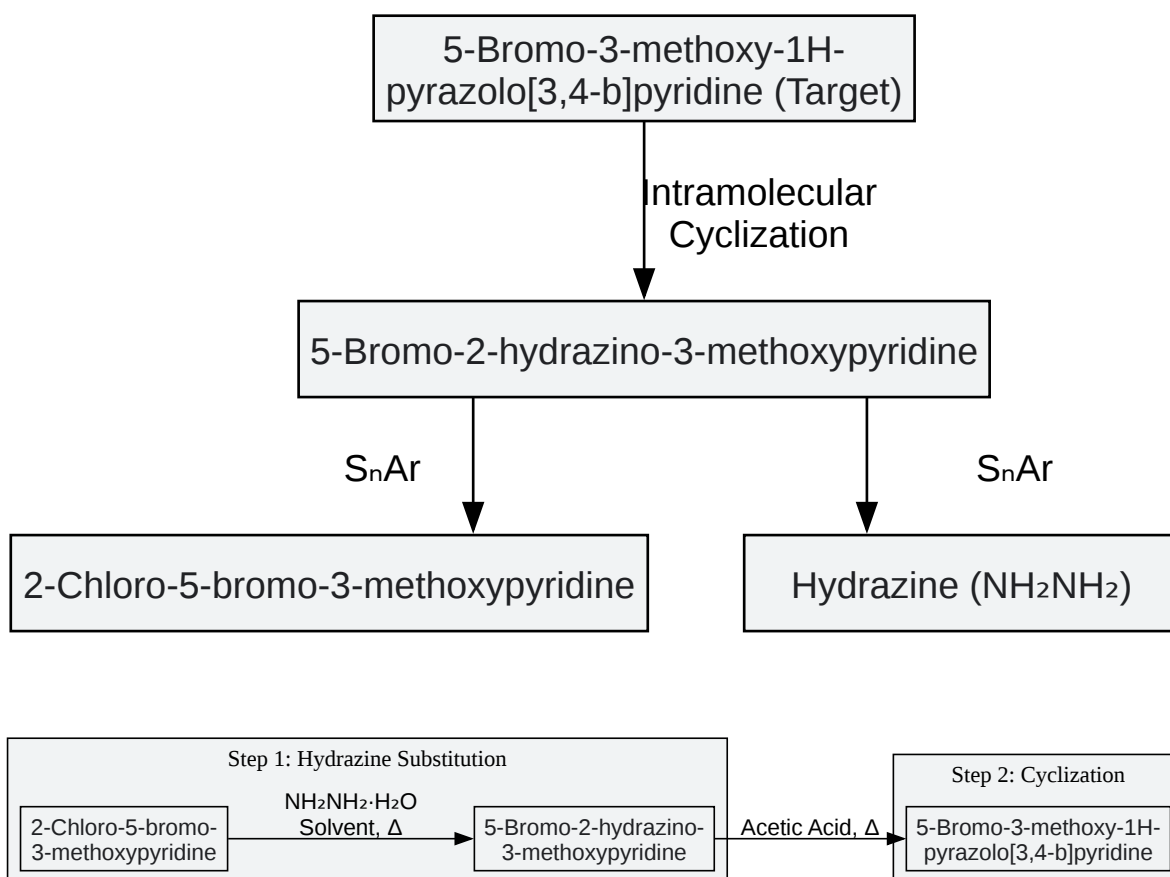 5-Bromo-3-methoxy-1H-
pyrazolo[3,4-b]pyridine (Target)
Intramolecular
Cyclization
5-Bromo-2-hydrazino-3-methoxypyridine
SₙAr
SₙAr
2-Chloro-5-bromo-3-methoxypyridine
Hydrazine (NH₂NH₂)
Step 1: Hydrazine Substitution
2-Chloro-5-bromo-
3-methoxypyridine
NH₂NH₂·H₂O
Solvent, Δ
5-Bromo-2-hydrazino-
3-methoxypyridine
Acetic Acid, Δ
Step 2: Cyclization
5-Bromo-3-methoxy-1H-
pyrazolo[3,4-b]pyridine